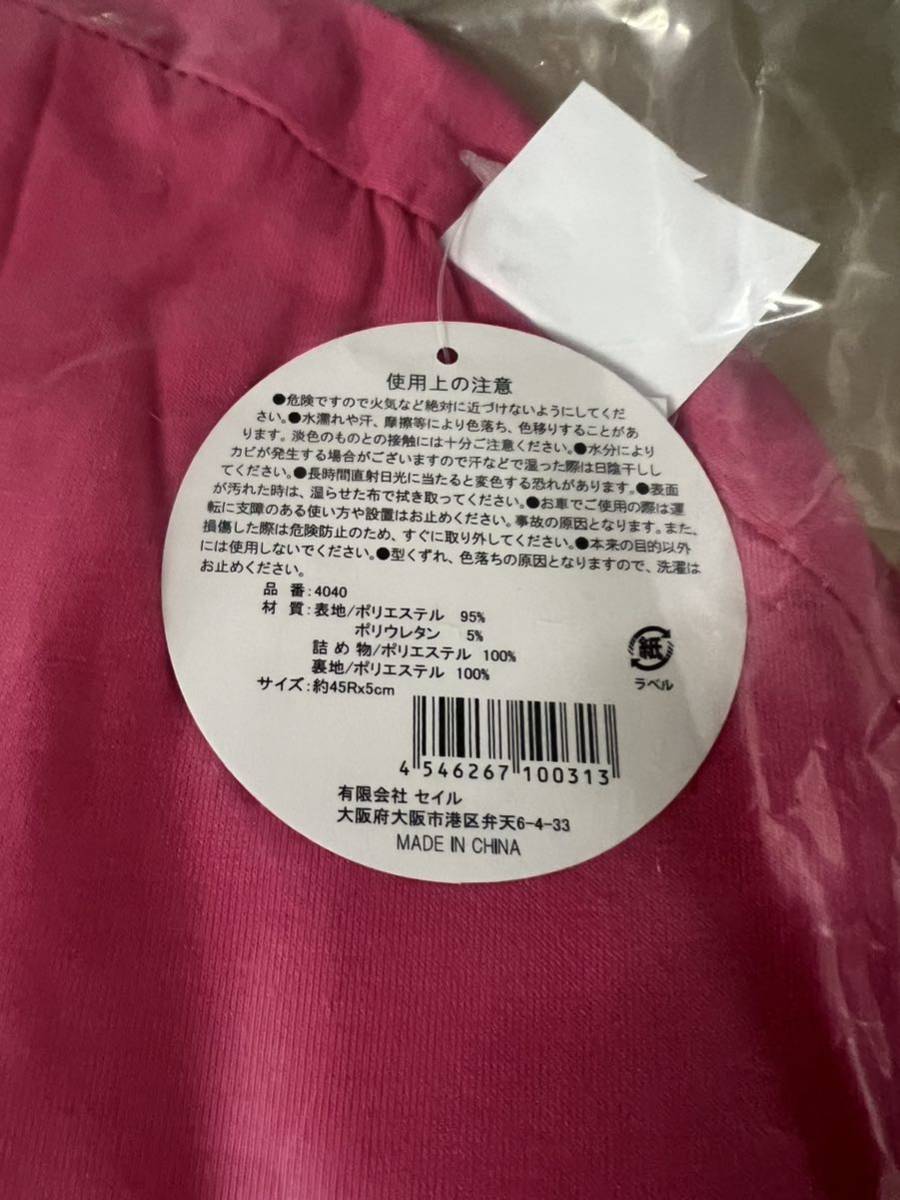 使用上の注意
●危険ですので火気など絶対に近づけないようにしてくだ
さい。●水濡れや汗、摩擦等により色落ち、色移りすることがあ
ります。淡色のものとの接触には十分ご注意ください。●水分により
カビが発生する場合がございますので汗などで湿った際は日陰干しし
てください。●長時間直射日光に当たると変色する恐れがあります。●表面
が汚れた時は、湿らせた布で拭き取ってください。●お車でご使用の際は運
転に支障のある使い方や設置はお止めください。事故の原因となります。また、
損傷した際は危険防止のため、すぐに取り外してください。●本来の目的以外
には使用しないでください。●型くずれ、色落ちの原因となりますので、洗濯は
お止めください。
品 番：4040
材 質：表地/ポリエステル 95%
ポリウレタン 5%
詰め物/ポリエステル 100%
裏地/ポリエステル 100%
サイズ：約45Rx5cm
紙
ラベル
4 546267 100313
有限会社 セイル
大阪府大阪市港区弁天6-4-33
MADE IN CHINA